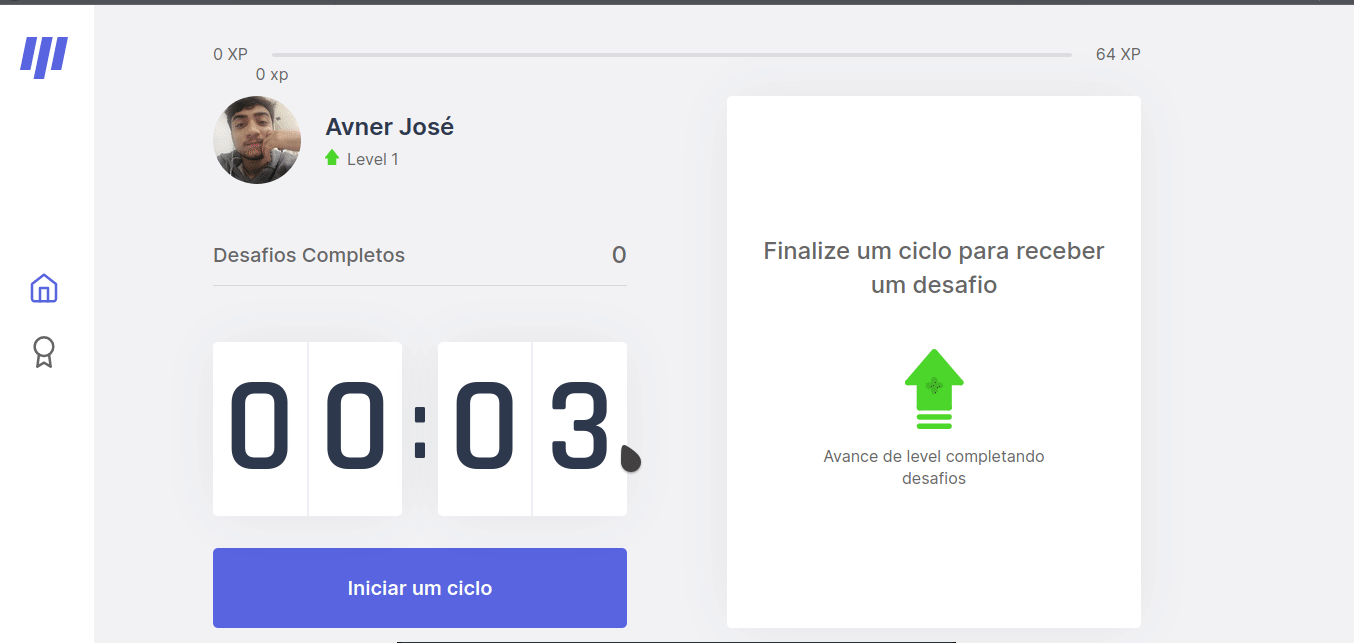 0 XP
64 XP
0 xp
Avner José
Level 1
Desafios Completos
0
00:03
Iniciar um ciclo
Finalize um ciclo para receber
um desafio
Avance de level completando
desafios